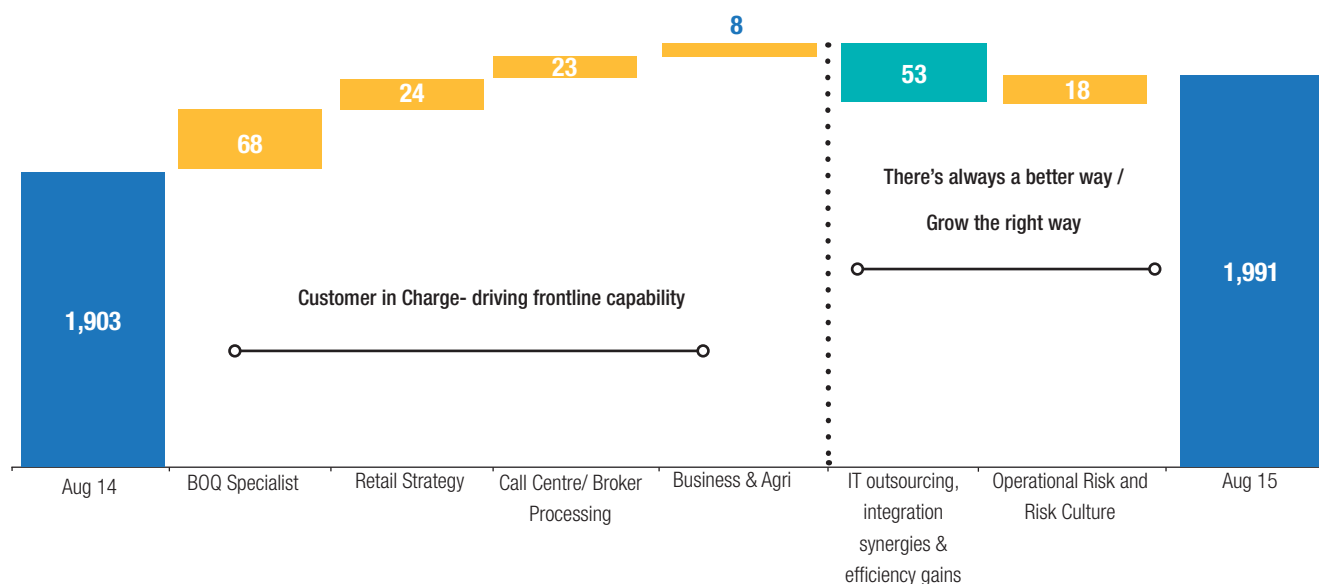 8
53
23
24
18
68
There's always a better way /
Grow the right way
1,991
Customer in Charge- driving frontline capability
1,903
Aug 14
BOQ Specialist
Retail Strategy
Call Centre/ Broker
Processing
Business & Agri
IT outsourcing,
integration
synergies &
efficiency gains
Operational Risk and
Risk Culture
Aug 15